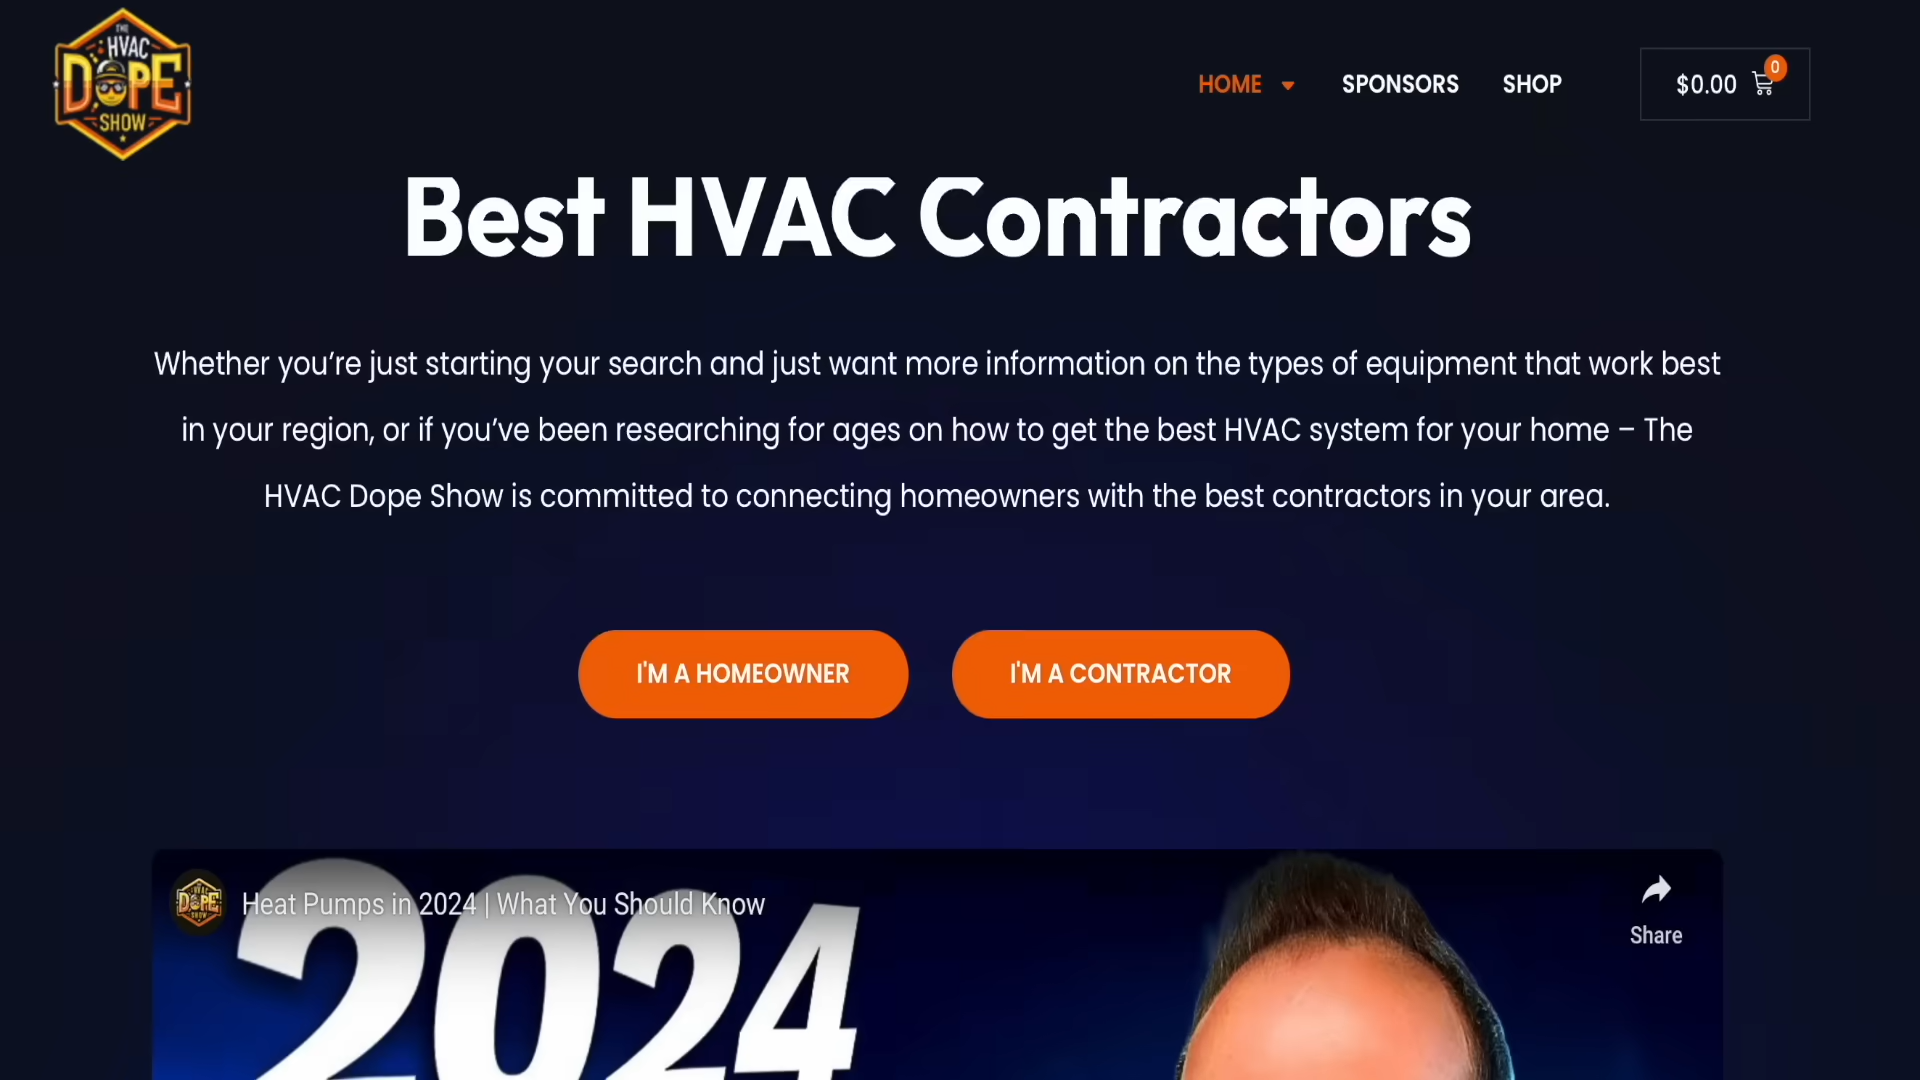 THE
HVAC
DOPE
SHOW
HOME
SPONSORS
SHOP
$0.00
0
Best HVAC Contractors
Whether you’re just starting your search and just want more information on the types of equipment that work best
in your region, or if you’ve been researching for ages on how to get the best HVAC system for your home – The
HVAC Dope Show is committed to connecting homeowners with the best contractors in your area.
I'M A HOMEOWNER
I'M A CONTRACTOR
HVAC
DOPE
SHOW
Heat Pumps in 2024 | What You Should Know
Share
2024